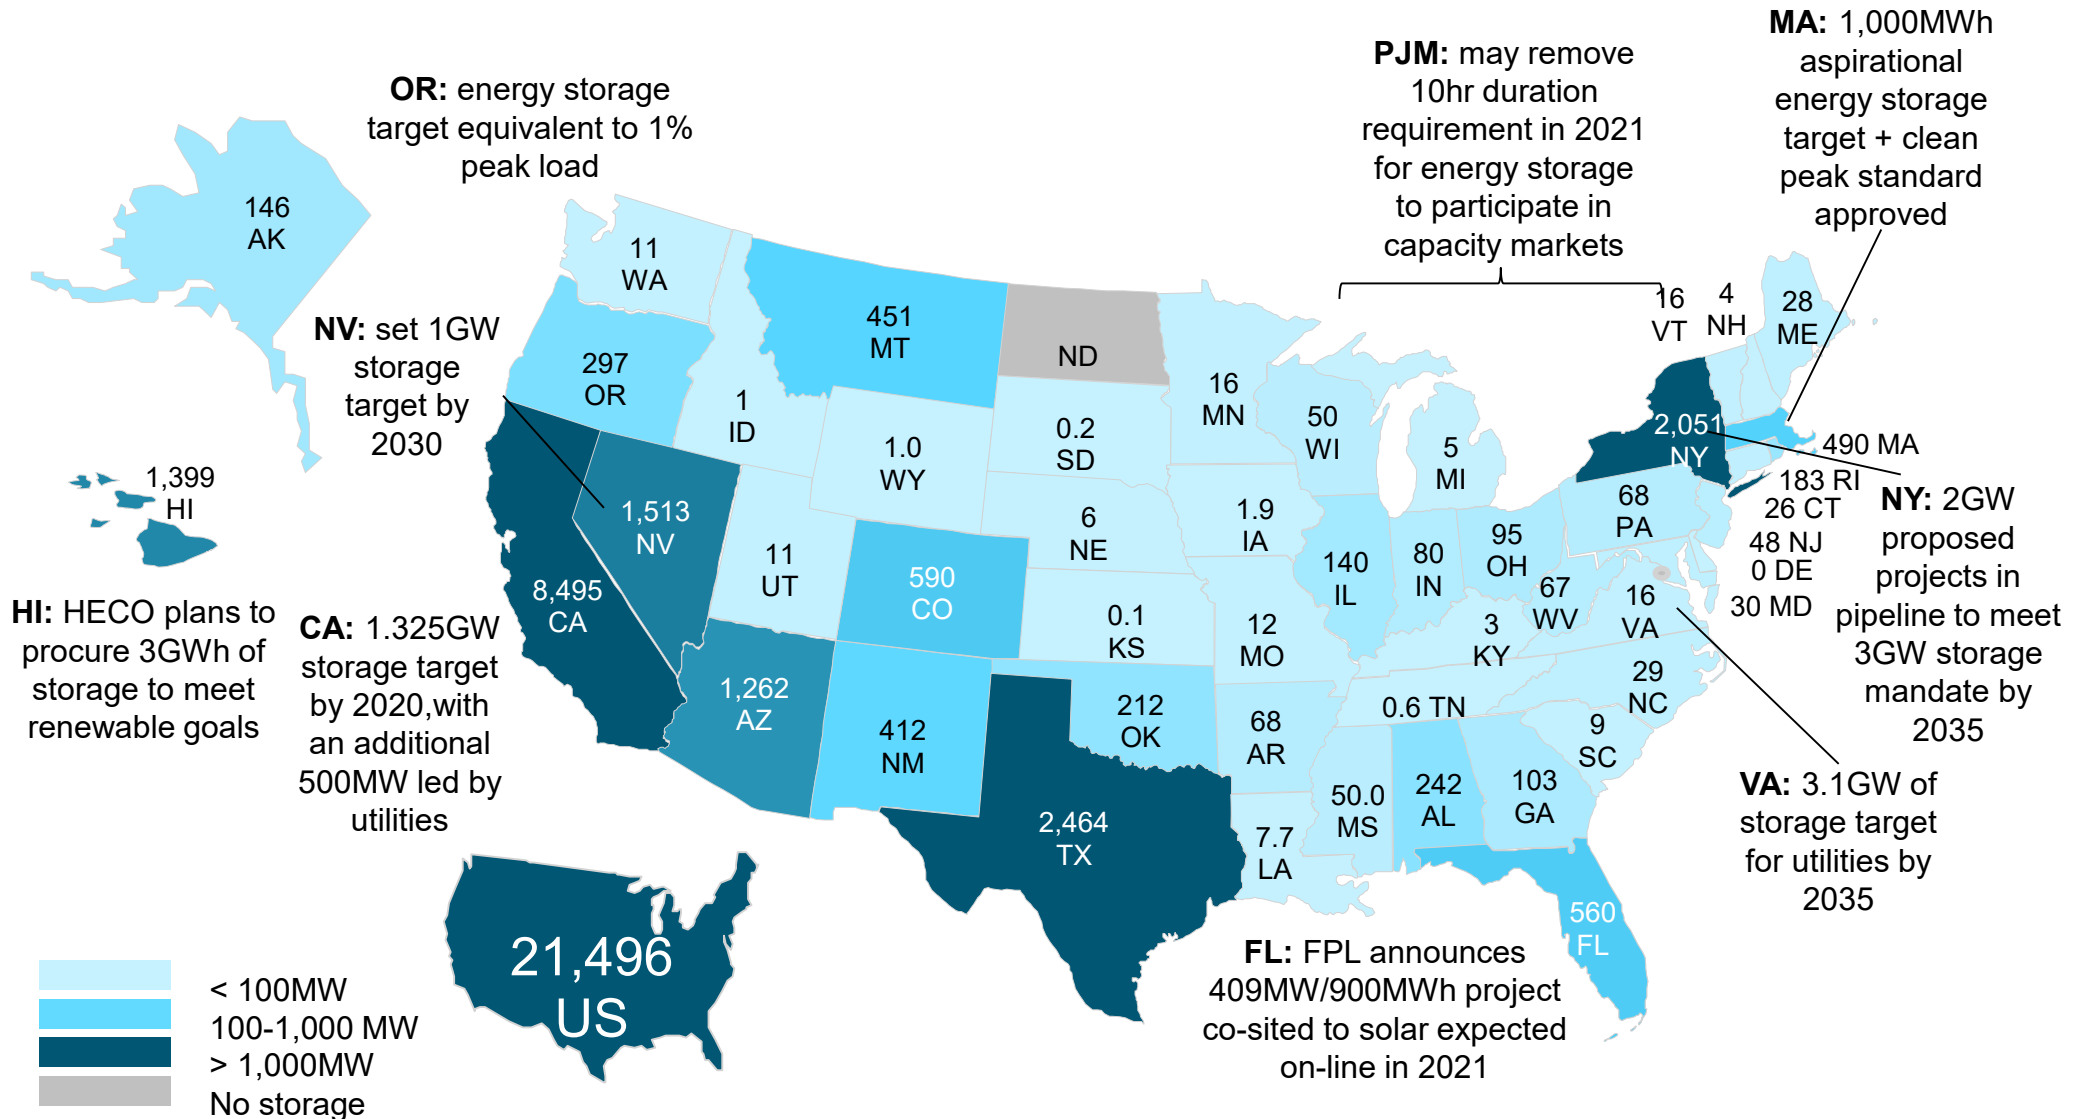 MA: 1,000MWh
aspirational
energy storage
target + clean
peak standard
approved
PJM: may remove
10hr duration
requirement in 2021
for energy storage
to participate in
capacity markets
OR: energy storage
target equivalent to 1%
peak load
146
AK
11
WA
451
MT
ND
16
VT
4
NH
28
ME
NV: set 1GW
storage
target by
2030
297
OR
1
ID
1.0
WY
0.2
SD
16
MN
50
WI
5
MI
2,051
NY
490 MA
183 RI
26 CT
48 NJ
0 DE
30 MD
1,399
HI
1,513
NV
11
UT
590
CO
6
NE
1.9
IA
140
IL
80
IN
95
OH
68
PA
67
WV
16
VA
NY: 2GW
proposed
projects in
pipeline to meet
3GW storage
mandate by
2035
HI: HECO plans to
procure 3GWh of
storage to meet
renewable goals
CA: 1.325GW
storage target
by 2020,with
an additional
500MW led by
utilities
8,495
CA
1,262
AZ
412
NM
0.1
KS
12
MO
3
KY
29
NC
212
OK
68
AR
0.6 TN
9
SC
2,464
TX
7.7
LA
50.0
MS
242
AL
103
GA
560
FL
VA: 3.1GW of
storage target
for utilities by
2035
FL: FPL announces
409MW/900MWh project
co-sited to solar expected
on-line in 2021
21,496
US
< 100MW
100-1,000 MW
> 1,000MW
No storage